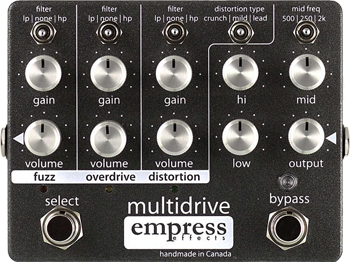 filter filter filter distortion type mid freq
lp | none | hp lp | none | hp lp | none | hp crunch | mild | lead 500 | 250 | 2k
gain gain gain hi mid
volume volume volume low output
fuzz overdrive distortion
select multidrive bypass
empress
effects
handmade in Canada